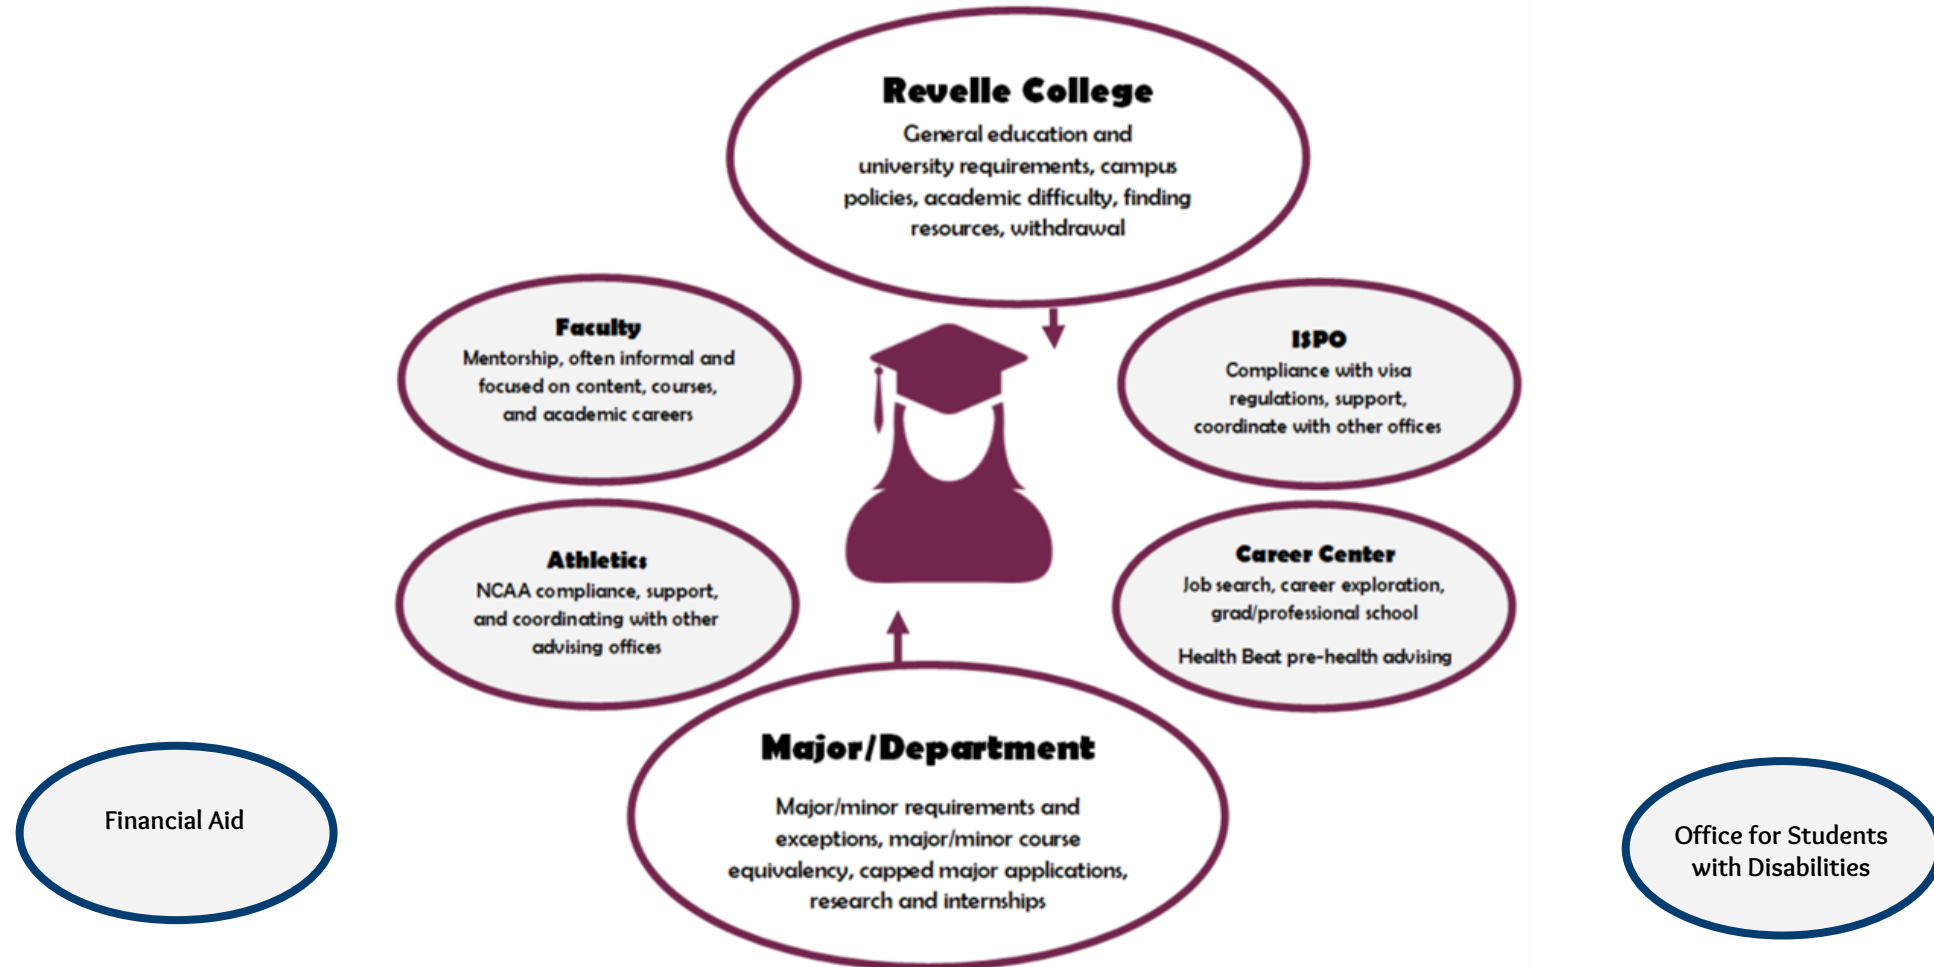 Revelle College
General education and
university requirements, campus
policies, academic difficulty, finding
resources, withdrawal
Faculty
Mentorship, often informal and
focused on content, courses,
and academic careers
ISPO
Compliance with visa
regulations, support,
coordinate with other offices
Athletics
NCAA compliance, support,
and coordinating with other
advising offices
Career Center
Job search, career exploration,
grad/professional school
Health Beat pre-health advising
Major/Department
Major/minor requirements and
exceptions, major/minor course
equivalency, capped major applications,
research and internships
Financial Aid
Office for Students
with Disabilities